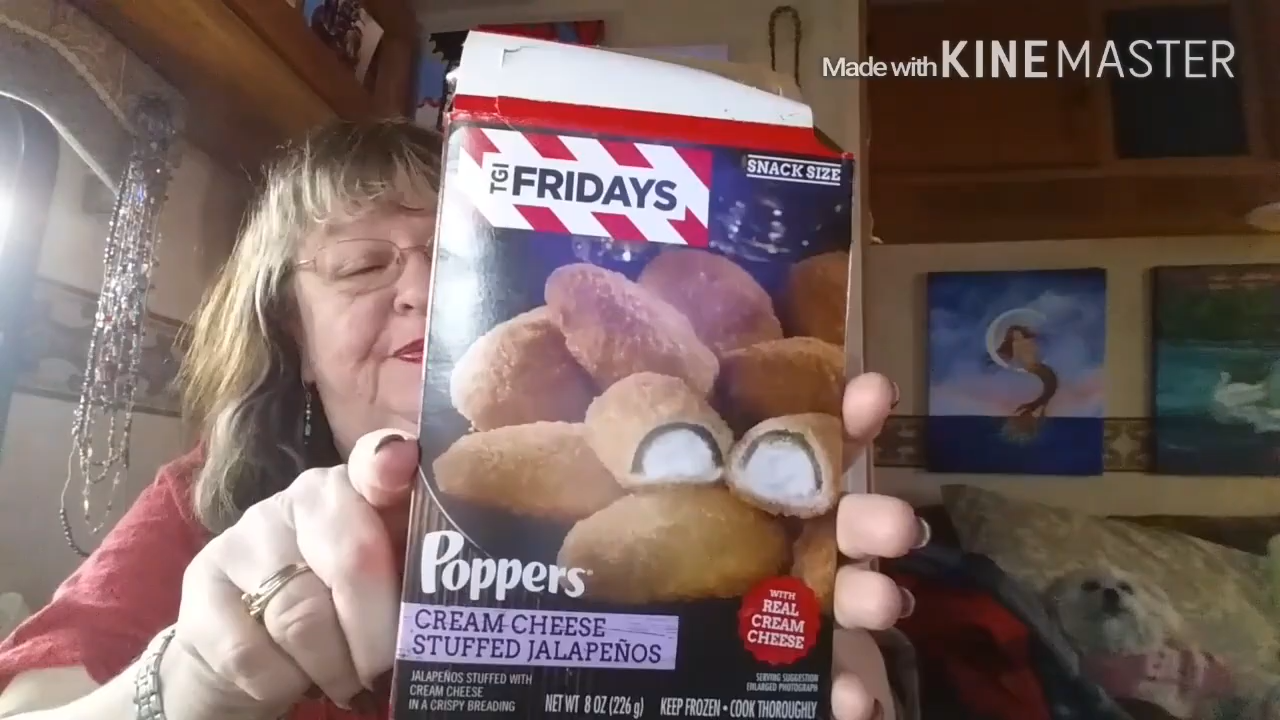 Made with KINEMASTER
TGI FRIDAYS
SNACK SIZE
Poppers
CREAM CHEESE
STUFFED JALAPEÑOS
WITH
REAL
CREAM
CHEESE
JALAPEÑOS STUFFED WITH
CREAM CHEESE
IN A CRISPY BREADING
SERVING SUGGESTION
ENLARGED PHOTOGRAPH
NET WT 8 OZ (226 g) KEEP FROZEN • COOK THOROUGHLY